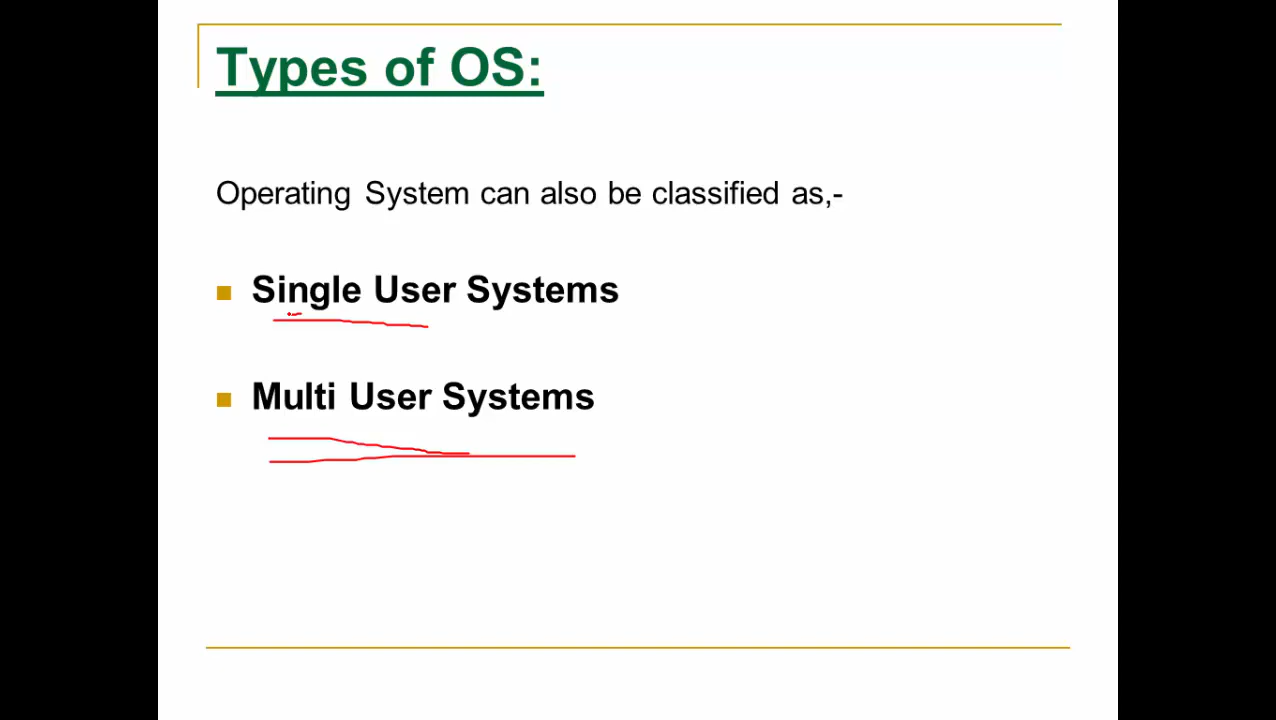 Types of OS:
Operating System can also be classified as,-
Single User Systems
Multi User Systems